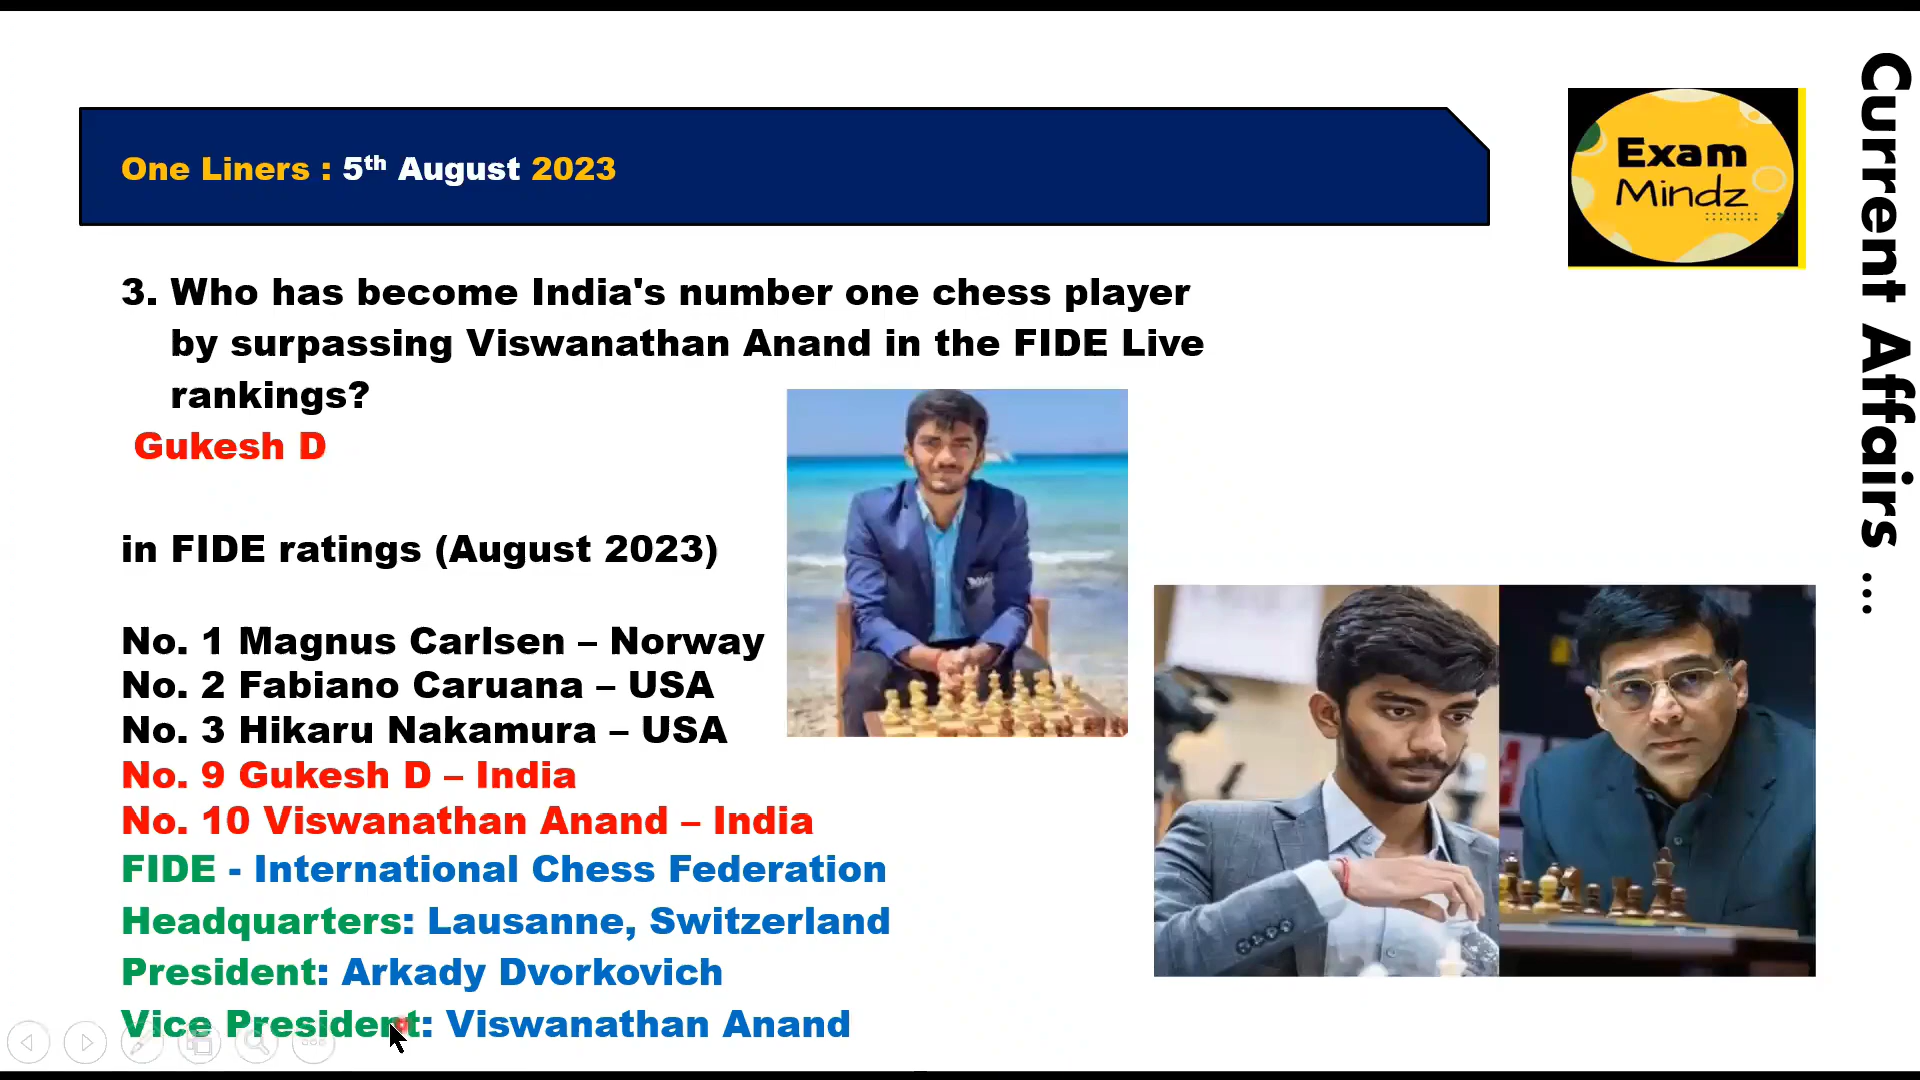 One Liners : 5th August 2023
Exam
Mindz
Current Affairs ...
3. Who has become India's number one chess player
by surpassing Viswanathan Anand in the FIDE Live
rankings?
Gukesh D
in FIDE ratings (August 2023)
No. 1 Magnus Carlsen – Norway
No. 2 Fabiano Caruana – USA
No. 3 Hikaru Nakamura – USA
No. 9 Gukesh D – India
No. 10 Viswanathan Anand – India
FIDE - International Chess Federation
Headquarters: Lausanne, Switzerland
President: Arkady Dvorkovich
Vice President: Viswanathan Anand